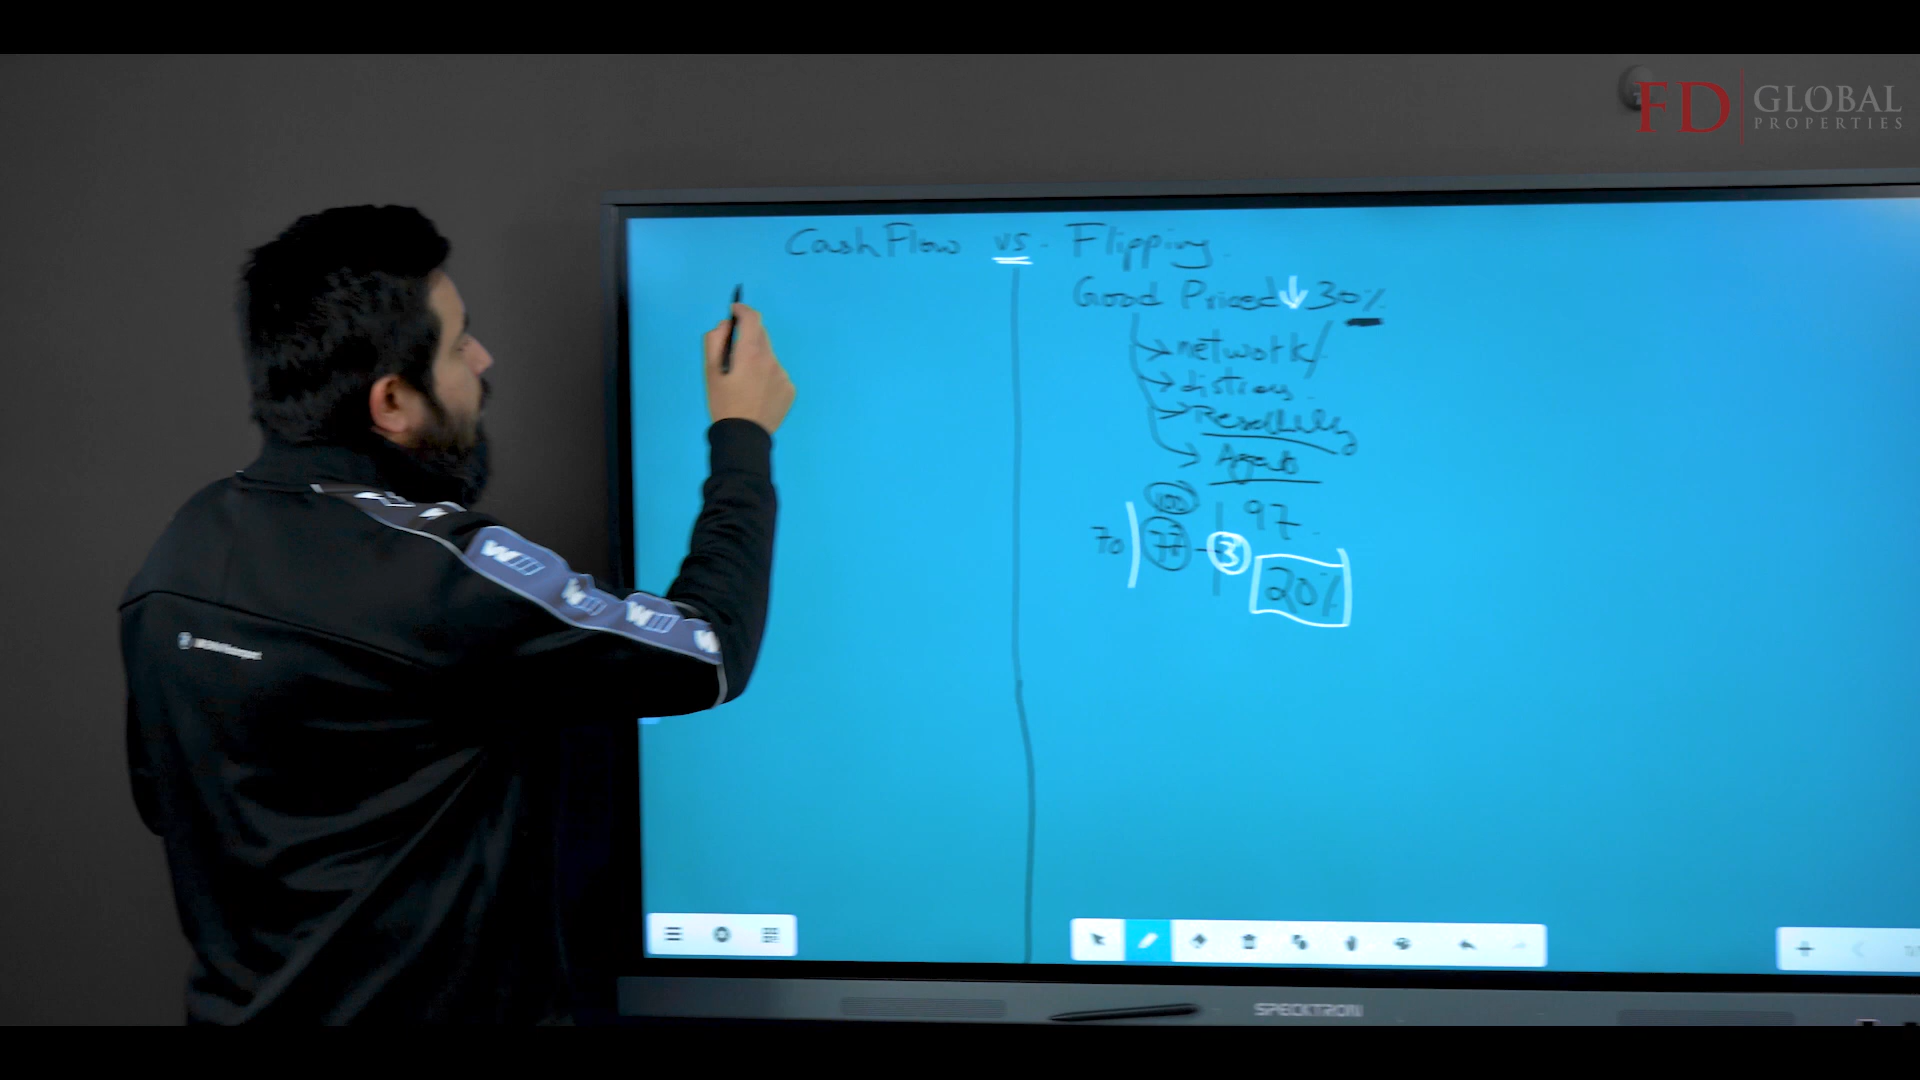 FD GLOBAL
PROPERTIES
Cash Flow vs. Flipping.
Good Priced ↓ 30%
→ network/
→ distress.
→ Agents
100 | 97
70 | 77 - 3
20%
SPECKTRON